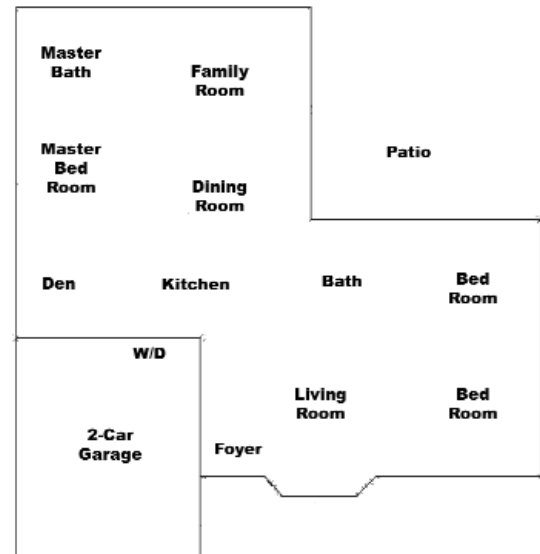 Master
Bath
Family
Room
Master
Bed
Room
Patio
Dining
Room
Den
Kitchen
Bath
Bed
Room
W/D
Living
Room
Bed
Room
2-Car
Garage
Foyer